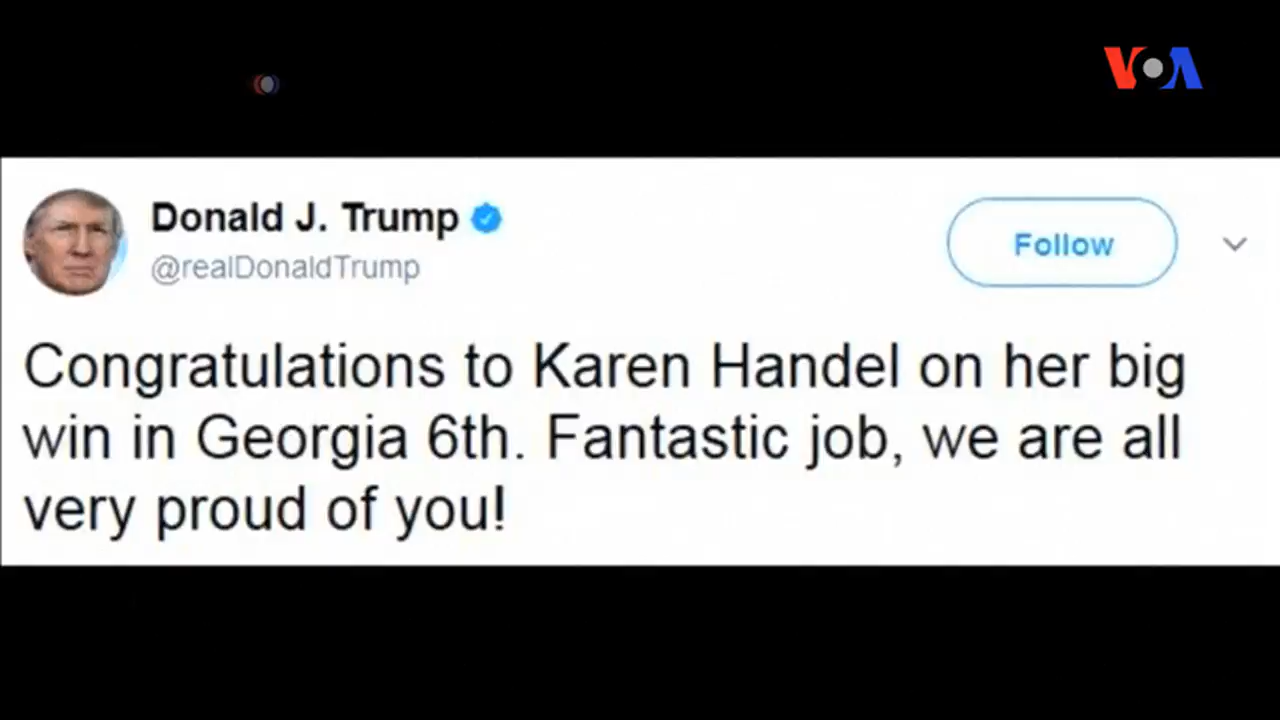 VOA
Donald J. Trump
@realDonaldTrump
Follow
Congratulations to Karen Handel on her big
win in Georgia 6th. Fantastic job, we are all
very proud of you!